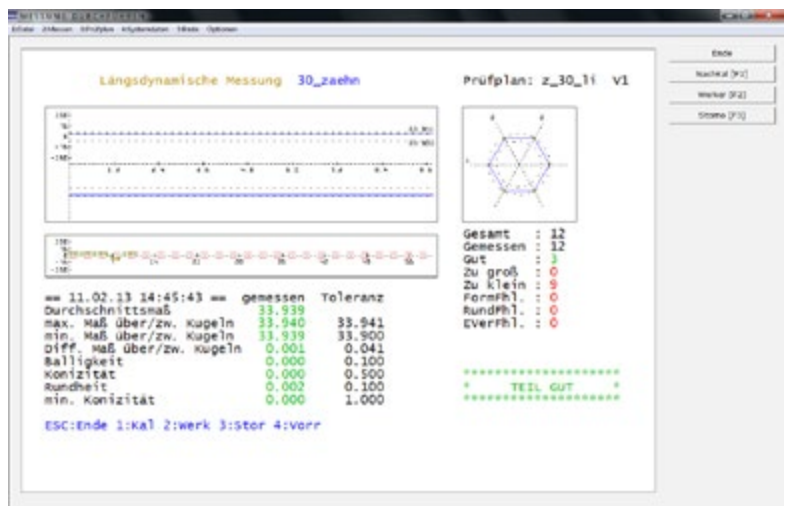 MESSUNG DURCHFÜHREN
Optionen
Ende
Nachkal [F1]
Werker [F2]
Storno [F3]
Längsdynamische Messung 30_zaehn
Prüfplan: z_30_li V1
Gesamt : 12
Gemessen : 12
Gut : 3
Zu groß : 0
Zu klein : 9
FormFhl. : 0
RundFhl. : 0
EVerFhl. : 0
== 11.02.13 14:45:43 == gemessen Toleranz
Durchschnittsmaß 33.939
max. Maß über/zw. Kugeln 33.940 33.941
min. Maß über/zw. Kugeln 33.939 33.900
Diff. Maß über/zw. Kugeln 0.001 0.041
Balligkeit 0.000 0.100
Konizität 0.000 0.500
Rundheit 0.002 0.100
min. Konizität 0.000 1.000
********************
* TEIL GUT *
********************
ESC:Ende 1:Kal 2:Werk 3:Stor 4:Vorr